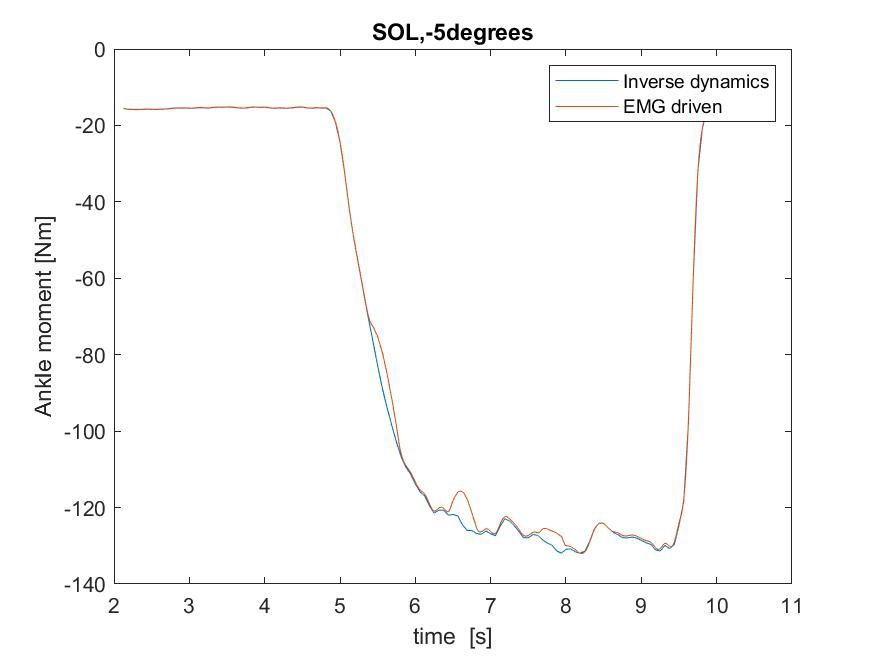 SOL,-5degrees
Inverse dynamics
EMG driven
0
-20
-40
-60
-80
-100
-120
-140
Ankle moment [Nm]
2 3 4 5 6 7 8 9 10 11
time [s]